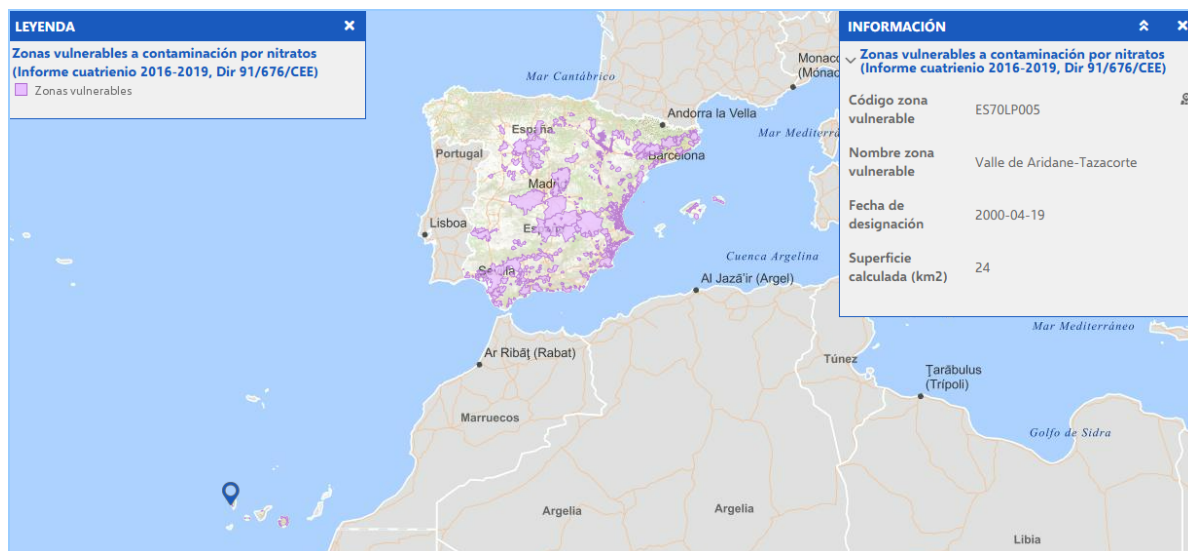 LEYENDA
Zonas vulnerables a contaminación por nitratos
(Informe cuatrienio 2016-2019, Dir 91/676/CEE)
Zonas vulnerables
INFORMACIÓN
Zonas vulnerables a contaminación por nitratos
(Informe cuatrienio 2016-2019, Dir 91/676/CEE)
Código zona
vulnerable
ES70LP005
Nombre zona
vulnerable
Valle de Aridane-Tazacorte
Fecha de
designación
2000-04-19
Superficie
calculada (km2)
24
Mar Cantábrico
Monaco
(Mónac
Andorra la Vella
Mar Mediterrá
España
Portugal
Barcelona
Madri
Lisboa
Cuenca Argelina
Sevilla
Al Jazā'ir (Argel)
Mar Mediterráneo
Ar Ribāţ (Rabat)
Túnez
Ţarābulus
(Trípoli)
Marruecos
Golfo de Sidra
Argelia
Argelia
Libia